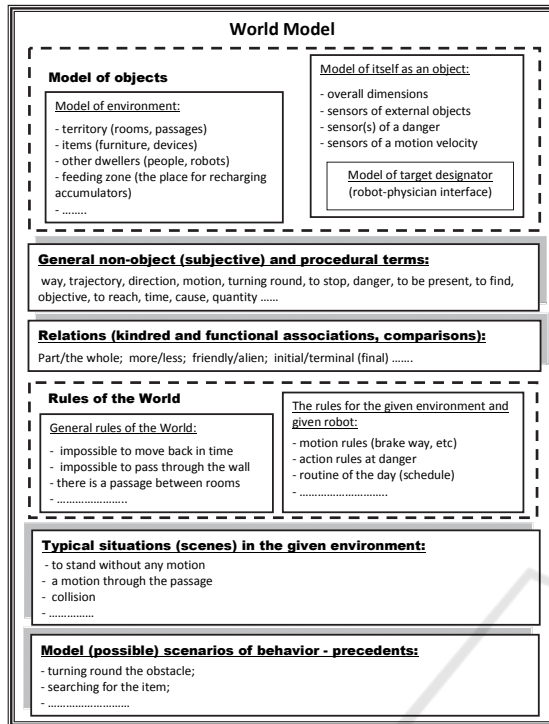 World Model
Model of objects
Model of environment:
- territory (rooms, passages)
- items (furniture, devices)
- other dwellers (people, robots)
- feeding zone (the place for recharging
accumulators)
- ........
Model of itself as an object:
- overall dimensions
- sensors of external objects
- sensor(s) of a danger
- sensors of a motion velocity
Model of target designator
(robot-physician interface)
General non-object (subjective) and procedural terms:
way, trajectory, direction, motion, turning round, to stop, danger, to be present, to find,
objective, to reach, time, cause, quantity ......
Relations (kindred and functional associations, comparisons):
Part/the whole; more/less; friendly/alien; initial/terminal (final) .......
Rules of the World
General rules of the World:
- impossible to move back in time
- impossible to pass through the wall
- there is a passage between rooms
- ........................
The rules for the given environment and
given robot:
- motion rules (brake way, etc)
- action rules at danger
- routine of the day (schedule)
- .............................
Typical situations (scenes) in the given environment:
- to stand without any motion
- a motion through the passage
- collision
- ...............
Model (possible) scenarios of behavior - precedents:
- turning round the obstacle;
- searching for the item;
- ...........................